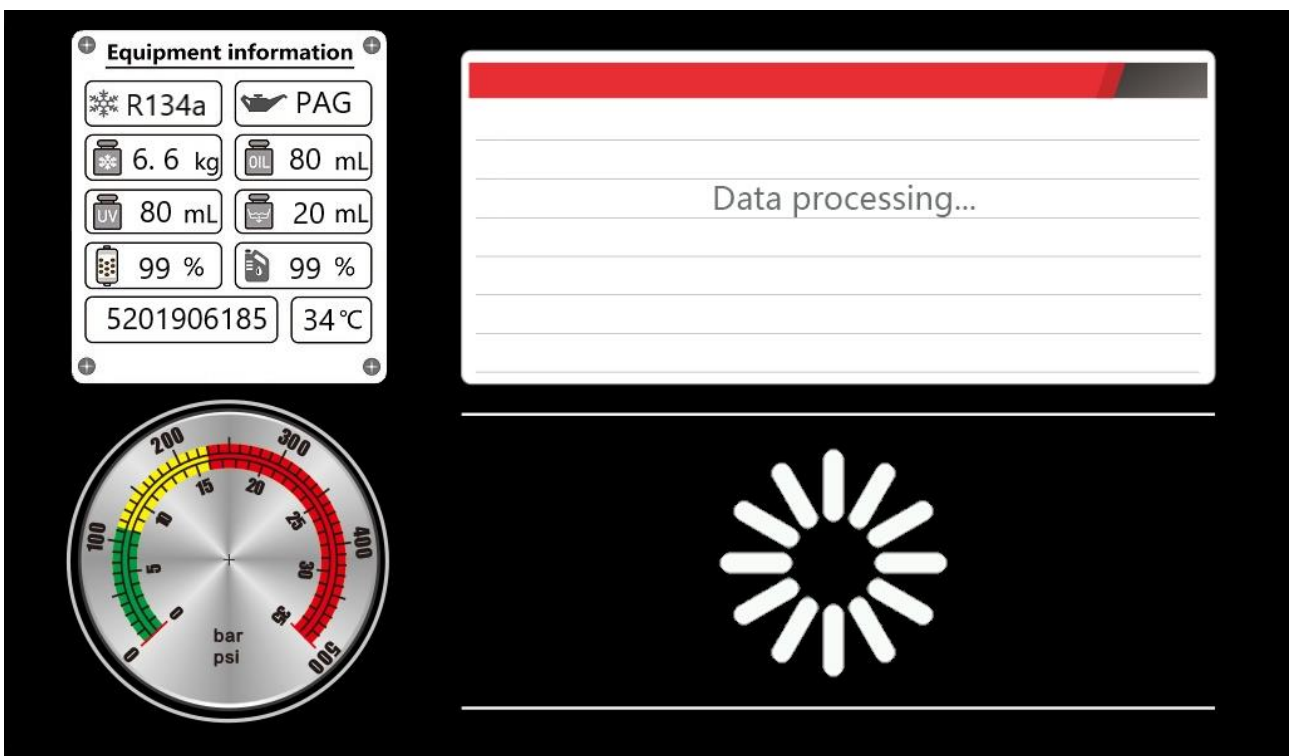 Equipment information
R134a PAG
6. 6 kg OIL 80 mL
UV 80 mL 20 mL
99 % 99 %
5201906185 34℃
Data processing...
200 300
15 20
10 25
100 400
5 30
0 35
0 500
bar
psi